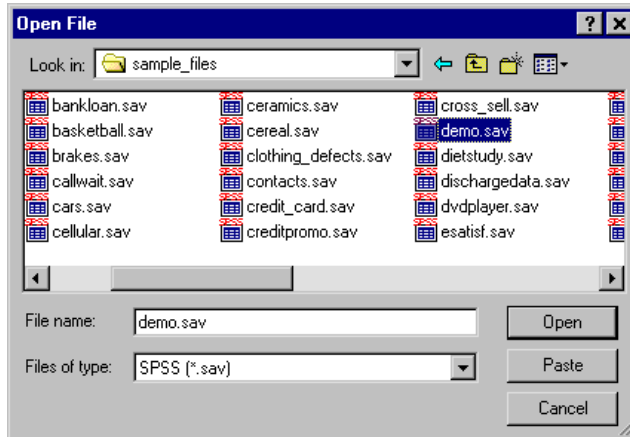 Open File
Look in: sample_files
bankloan.sav ceramics.sav cross_sell.sav
basketball.sav cereal.sav demo.sav
brakes.sav clothing_defects.sav dietstudy.sav
callwait.sav contacts.sav dischargedata.sav
cars.sav credit_card.sav dvdplayer.sav
cellular.sav creditpromo.sav esatisf.sav
File name: demo.sav Open
Files of type: SPSS (*.sav) Paste
Cancel